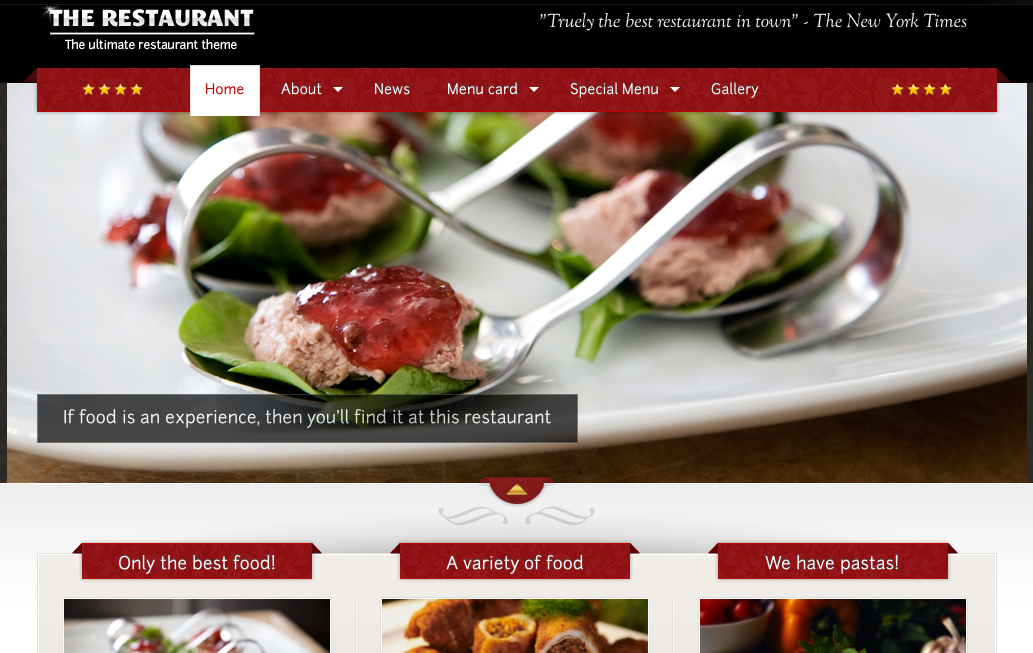 THE RESTAURANT
The ultimate restaurant theme
”Truely the best restaurant in town” - The New York Times
Home About News Menu card Special Menu Gallery
If food is an experience, then you'll find it at this restaurant
Only the best food! A variety of food We have pastas!